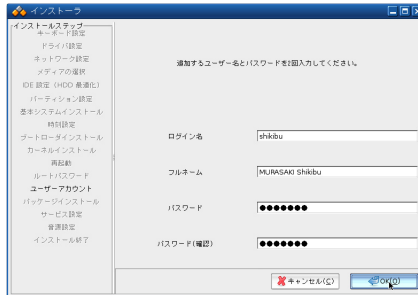 インストーラ
インストールステップ
キーボード設定
ドライバ設定
ネットワーク設定
メディアの選択
IDE 設定（HDD 最適化）
パーティション設定
基本システムインストール
時刻設定
ブートローダインストール
カーネルインストール
再起動
ルートパスワード
ユーザーアカウント
パッケージインストール
サービス設定
音源設定
インストール終了
追加するユーザー名とパスワードを2回入力してください。
ログイン名
shikibu
フルネーム
MURASAKI Shikibu
パスワード
●●●●●●●
パスワード(確認)
●●●●●●●
キャンセル(C)
OK(O)